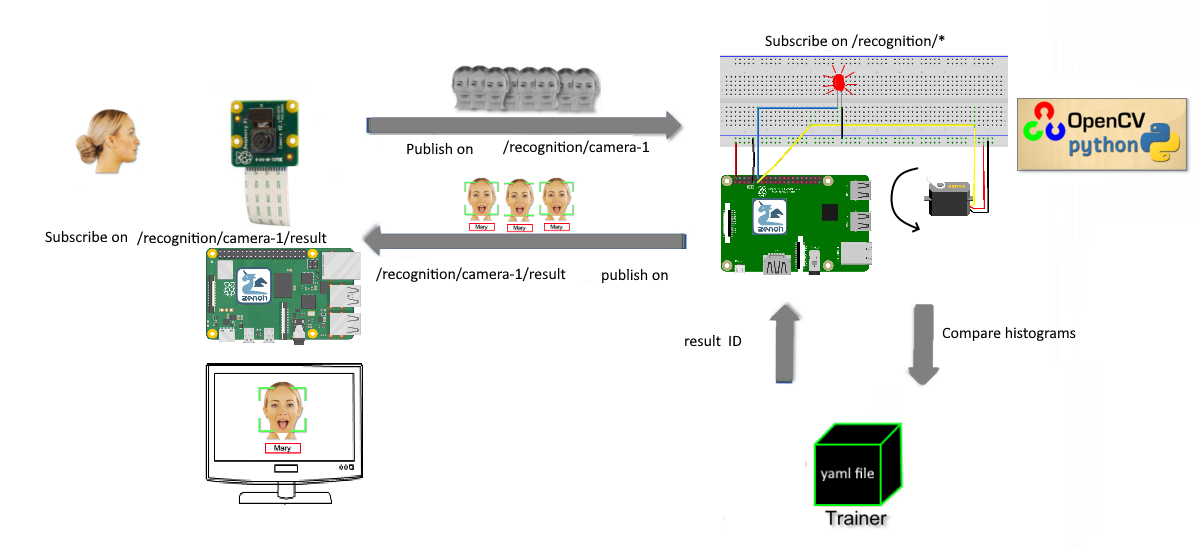 Subscribe on /recognition/*
Publish on /recognition/camera-1
OpenCV
python
zenoh
Mary Mary Mary
Subscribe on /recognition/camera-1/result
/recognition/camera-1/result publish on
zenoh
result ID
Compare histograms
Mary
yaml file
Trainer